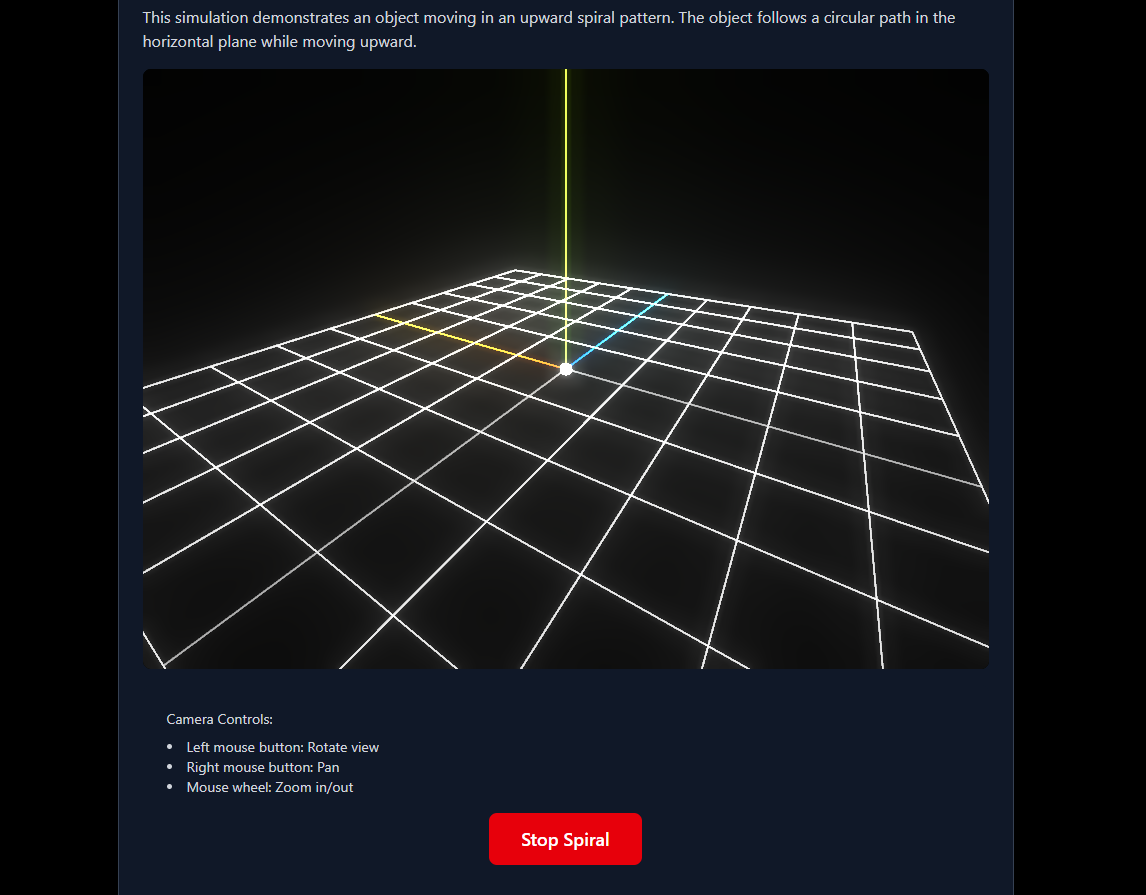 This simulation demonstrates an object moving in an upward spiral pattern. The object follows a circular path in the
horizontal plane while moving upward.
Camera Controls:
Left mouse button: Rotate view
Right mouse button: Pan
Mouse wheel: Zoom in/out
Stop Spiral